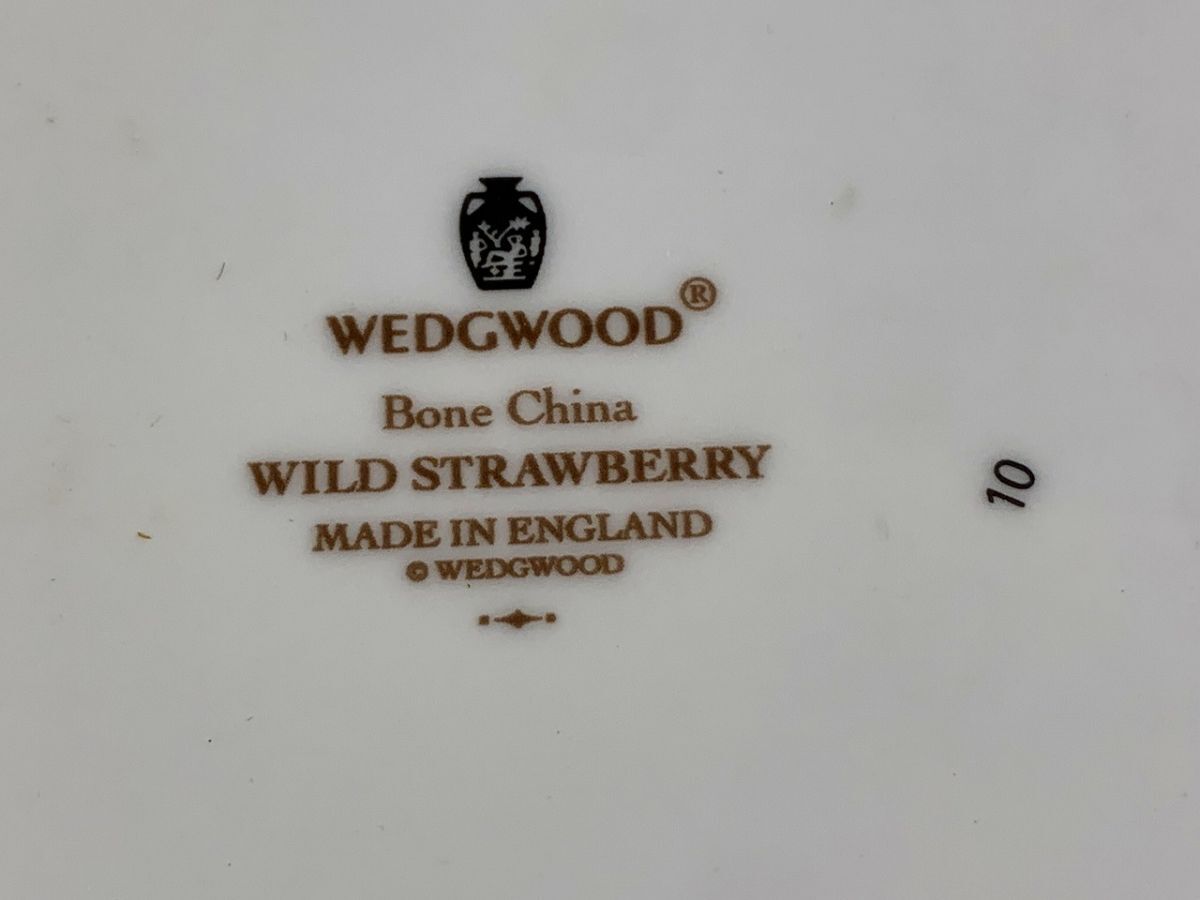 WEDGWOOD®
Bone China
WILD STRAWBERRY
MADE IN ENGLAND
© WEDGWOOD
10